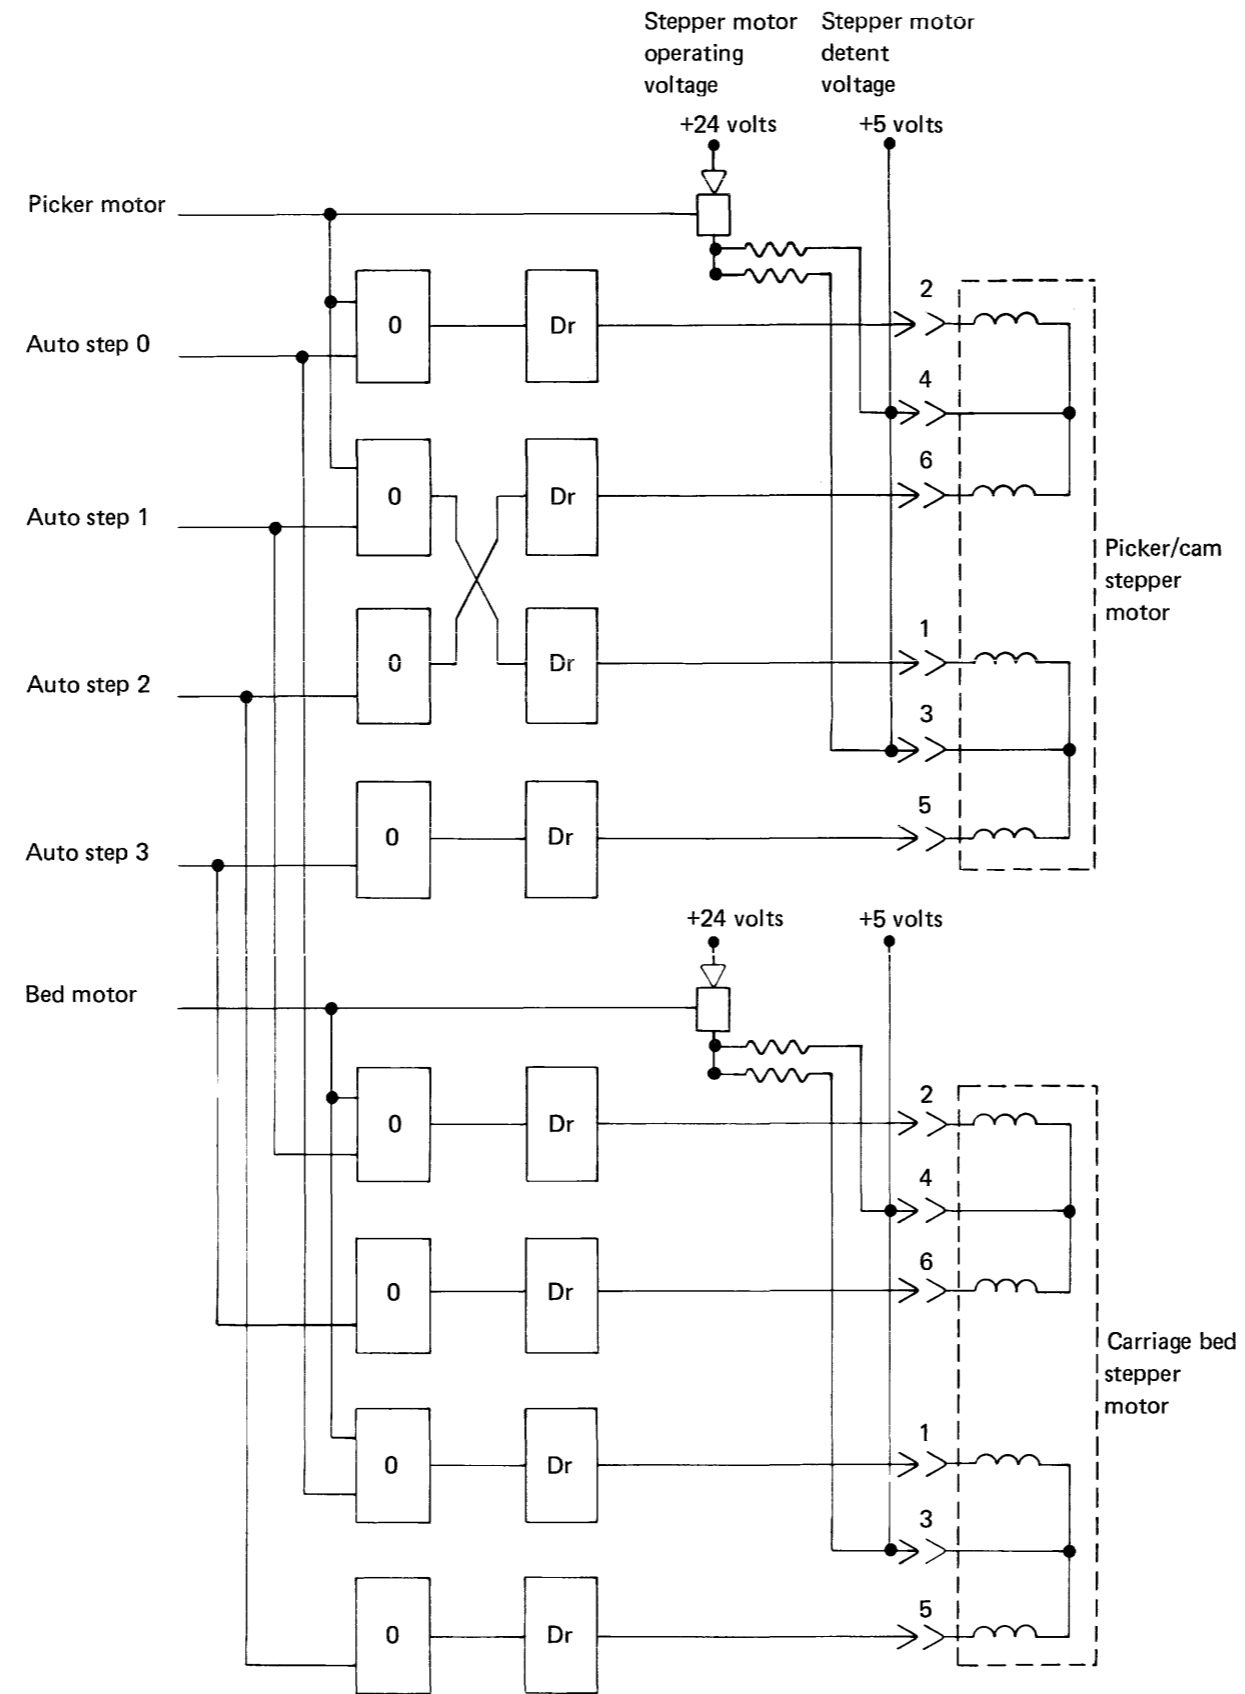 Stepper motor operating voltage
Stepper motor detent voltage
+24 volts
+5 volts
Picker motor
2
0
Dr
Auto step 0
4
6
0
Dr
Auto step 1
Picker/cam stepper motor
1
0
Dr
Auto step 2
3
5
0
Dr
Auto step 3
+24 volts
+5 volts
Bed motor
2
0
Dr
4
6
0
Dr
Carriage bed stepper motor
1
0
Dr
3
5
0
Dr